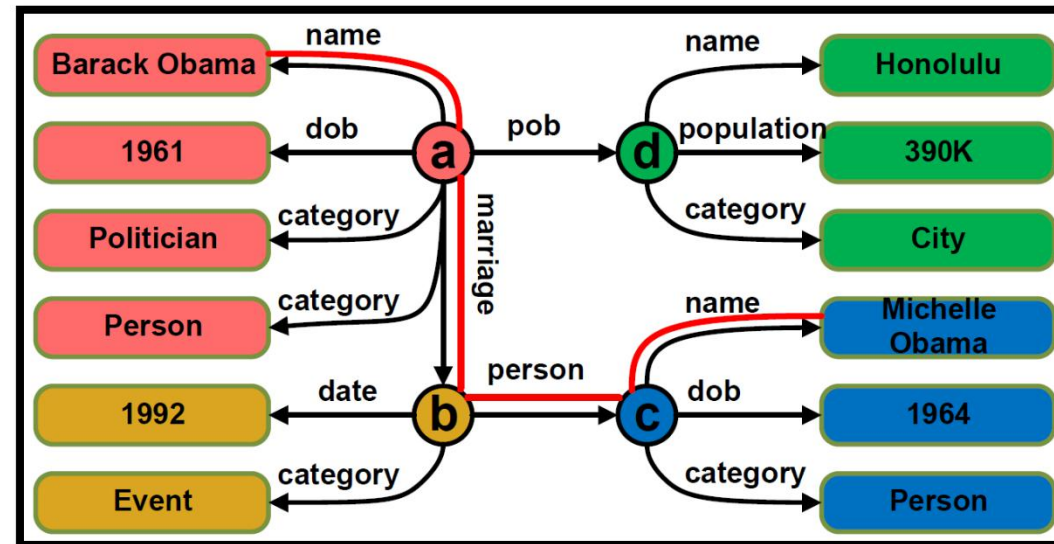 name
name
Barack Obama
Honolulu
dob
pob
population
1961
a
d
390K
category
category
Politician
marriage
City
category
name
Person
Michelle
Obama
person
date
dob
1992
b
c
1964
category
category
Event
Person